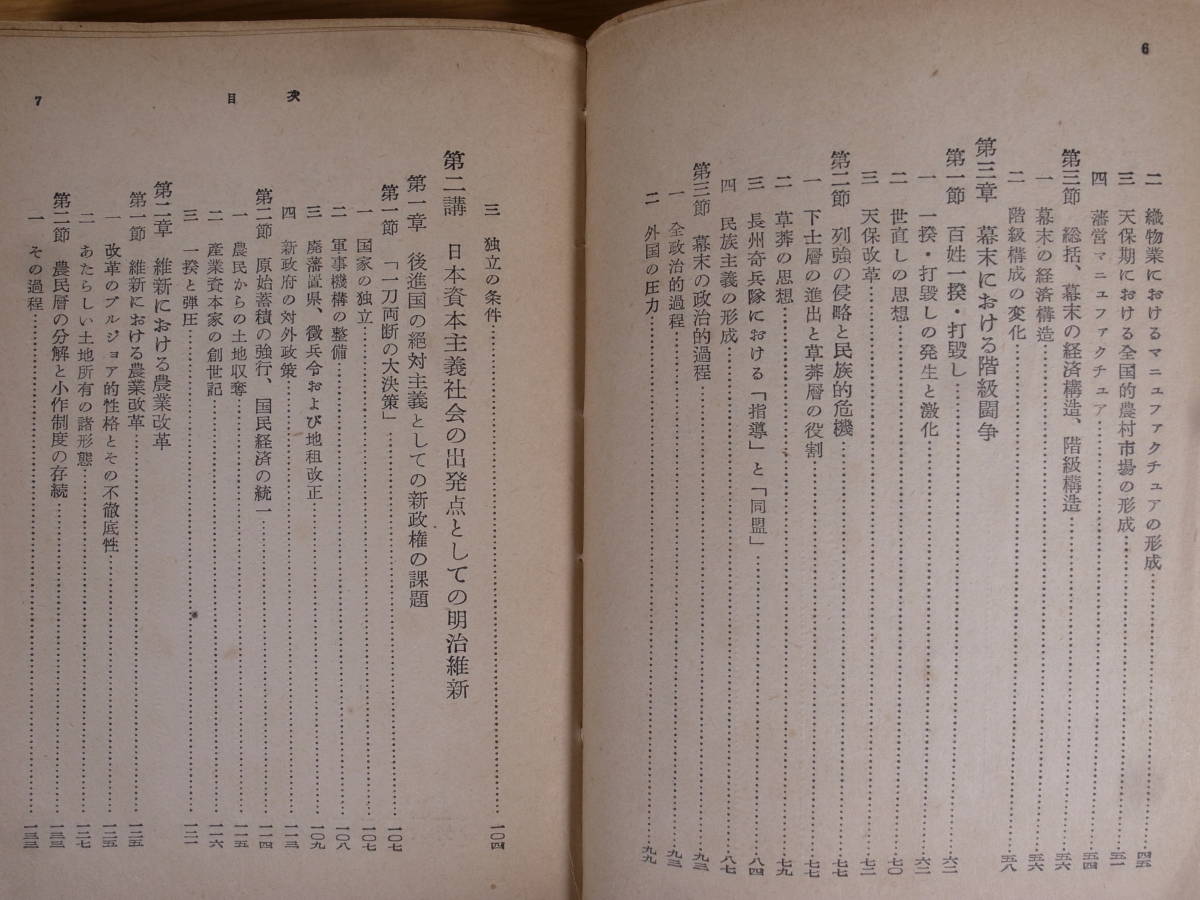 6
二 織物業におけるマニュファクチュアの形成……四五
三 天保期における全国的農村市場の形成……五一
四 藩営マニュファクチュア……五四
第三節 総括、幕末の経済構造、階級構造……五六
一 幕末の経済構造……五六
二 階級構成の変化……五八
第三章 幕末における階級闘争
第一節 百姓一揆・打毀し……六二
一 一揆・打毀しの発生と激化……六二
二 世直しの思想……七〇
三 天保改革……七二
第二節 列強の侵略と民族的危機……七七
一 下士層の進出と草莽層の役割……七七
二 草莽の思想……七九
三 長州奇兵隊における「指導」と「同盟」……八四
四 民族主義の形成……八七
第三節 幕末の政治的過程……九三
一 全政治的過程……九三
二 外国の圧力……九九
目次 7
三 独立の条件……一〇四
第二講 日本資本主義社会の出発点としての明治維新
第一章 後進国の絶対主義としての新政権の課題
第一節 「一刀両断の大決策」……一〇七
一 国家の独立……一〇七
二 軍事機構の整備……一〇八
三 廃藩置県、徴兵令および地租改正……一〇九
四 新政府の対外政策……一一三
第二節 原始蓄積の強行、国民経済の統一……一一四
一 農民からの土地収奪……一一五
二 産業資本家の創世記……一一六
三 一揆と弾圧……一二一
第二章 維新における農業改革
第一節 維新における農業改革……一二五
一 改革のブルジョア的性格とその不徹底性……一二五
二 あたらしい土地所有の諸形態……一二七
第二節 農民層の分解と小作制度の存続……一三三
一 その過程……一三三